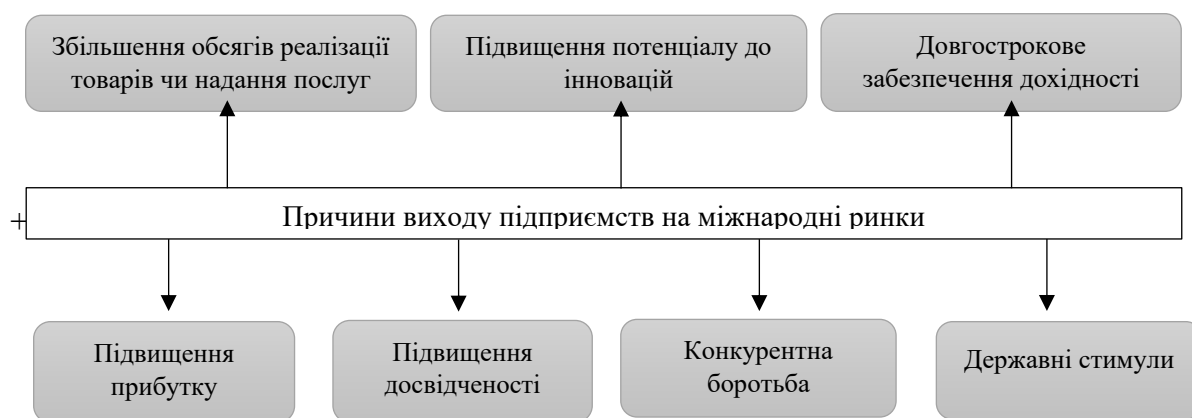 Збільшення обсягів реалізації
товарів чи надання послуг
Підвищення потенціалу до
інновацій
Довгострокове
забезпечення дохідності
+
Причини виходу підприємств на міжнародні ринки
Підвищення
прибутку
Підвищення
досвідченості
Конкурентна
боротьба
Державні стимули